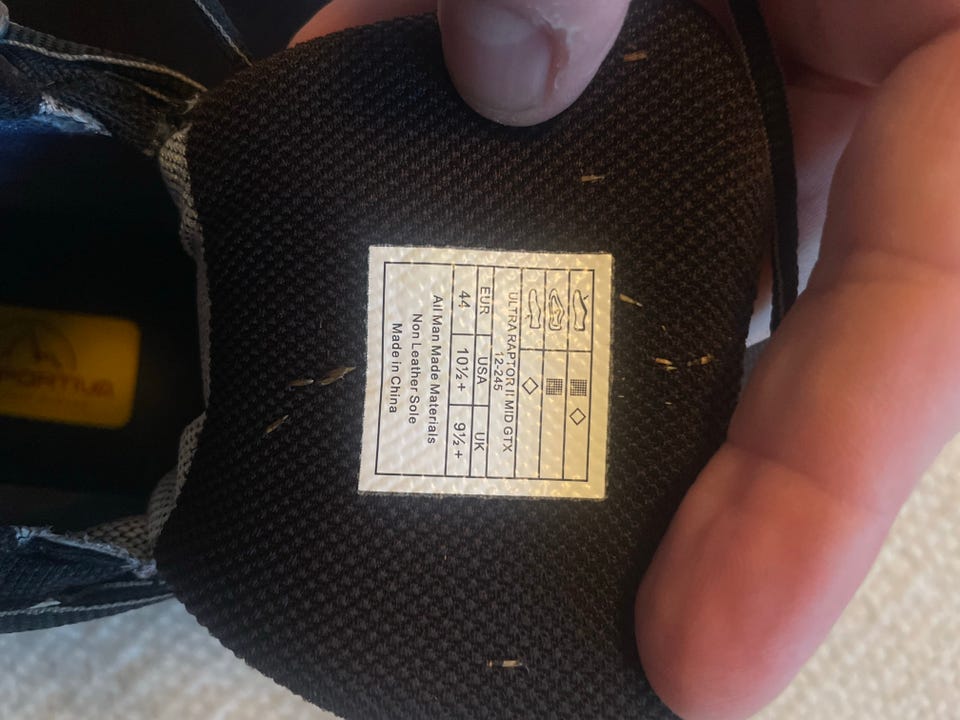 ULTRA RAPTOR II MID GTX
12-245
EUR USA UK
44 10½+ 9½+
All Man Made Materials
Non Leather Sole
Made in China